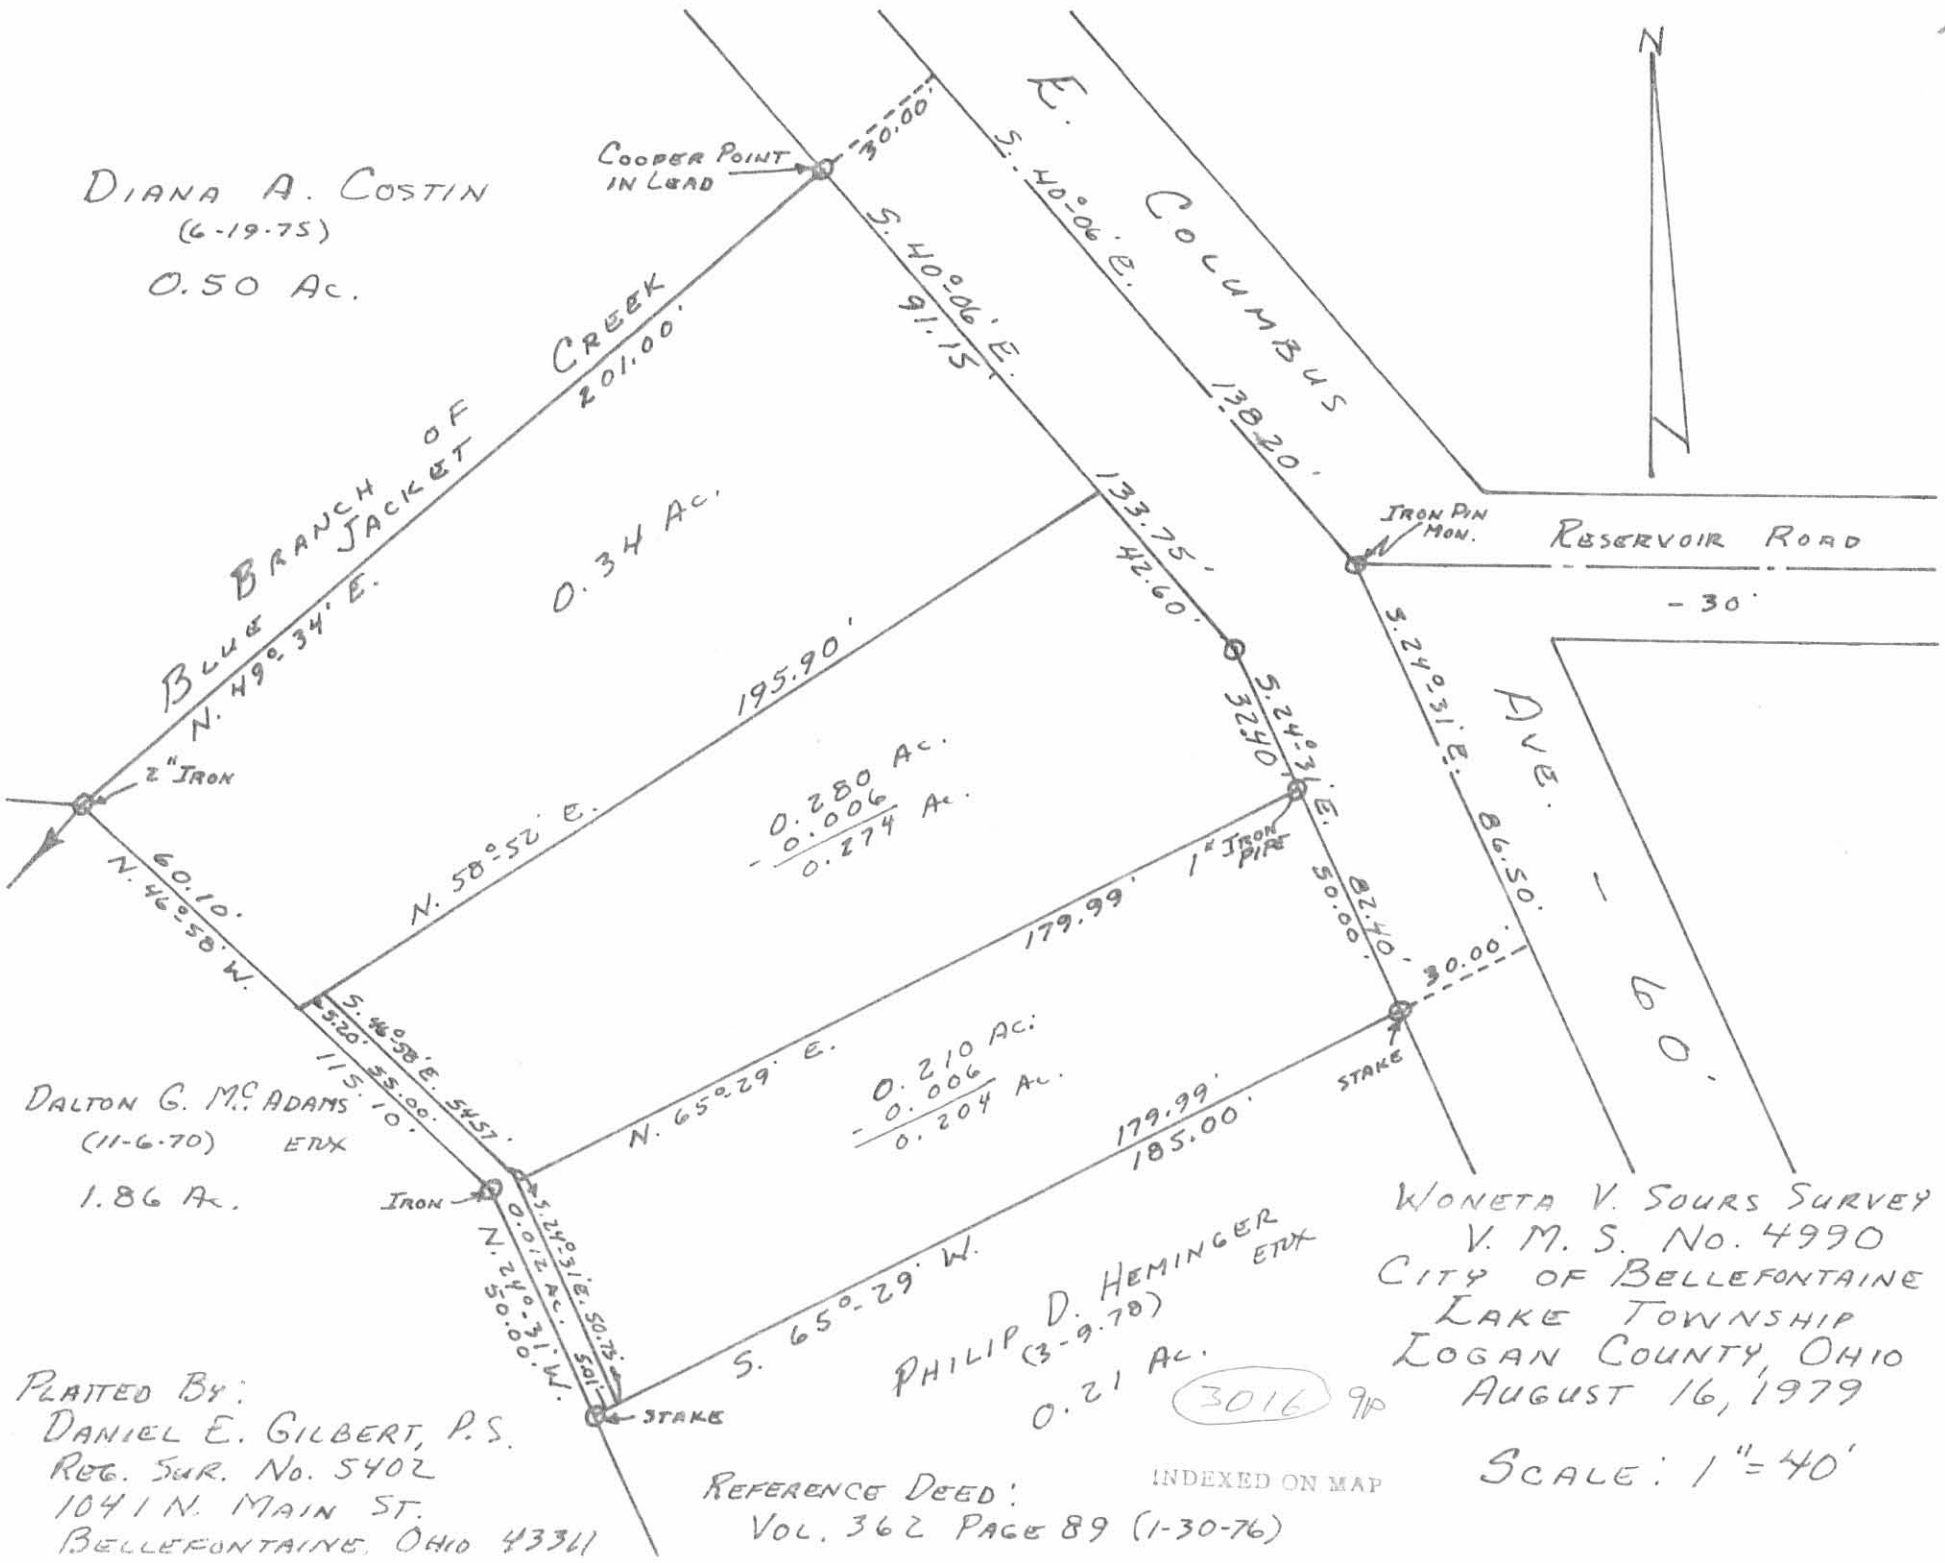 N
E. COLUMBUS AVE. - 60'
30.00'
COOPER POINT
IN LEAD
DIANA A. COSTIN
(6-19-75)
0.50 AC.
S. 40°-06' E.
138.20'
S. 40°-06' E.
91.15
BLUE BRANCH OF
JACKET CREEK
N. 49°-34' E.
201.00'
0.34 AC.
133.75'
42.60'
IRON PIN
MON.
RESERVOIR ROAD
- 30'
S. 24°-31' E.
86.50'
S. 24°-31' E.
32.40
2" IRON
N. 58°-52' E. 195.90'
0.280 AC.
- 0.006
0.274 AC.
1" IRON
PIPE
82.40'
50.00'
60.10'
N. 46°-58' W.
N. 65°-29' E. 179.99'
30.00'
STAKE
S. 46°-58' E. 54.57'
5.20' 55.00'
115.10'
0.210 AC.
- 0.006
0.204 AC.
DALTON G. McADAMS
(11-6-70) ETUX
1.86 AC.
IRON
179.99'
185.00'
S. 65°-29' W.
S. 24°-31' E. 50.73'
0.012 AC.
5.01'
N. 24°-31' W.
50.00'
STAKE
PHILIP D. HEMINGER
ETUX
(3-9-78)
0.21 AC.
WONETA V. SOURS SURVEY
V. M. S. NO. 4990
CITY OF BELLEFONTAINE
LAKE TOWNSHIP
LOGAN COUNTY, OHIO
AUGUST 16, 1979
SCALE: 1"=40'
3016
PLATTED BY:
DANIEL E. GILBERT, P.S.
REG. SUR. NO. 5402
1041 N. MAIN ST.
BELLEFONTAINE, OHIO 43311
REFERENCE DEED:
VOL. 362 PAGE 89 (1-30-76)
INDEXED ON MAP